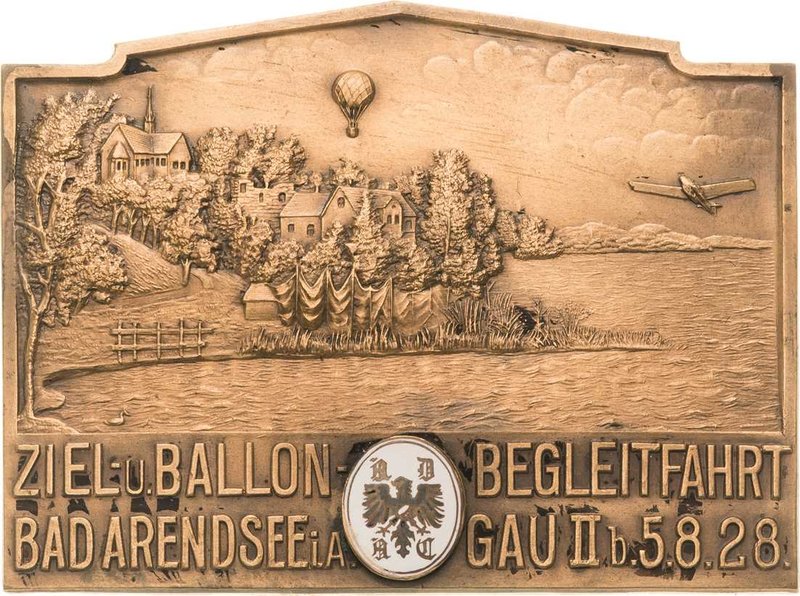 ZIEL-u.BALLON-BEGLEITFAHRT
BAD ARENDSEE i.A. GAU II b. 5.8.28.
A D
A C